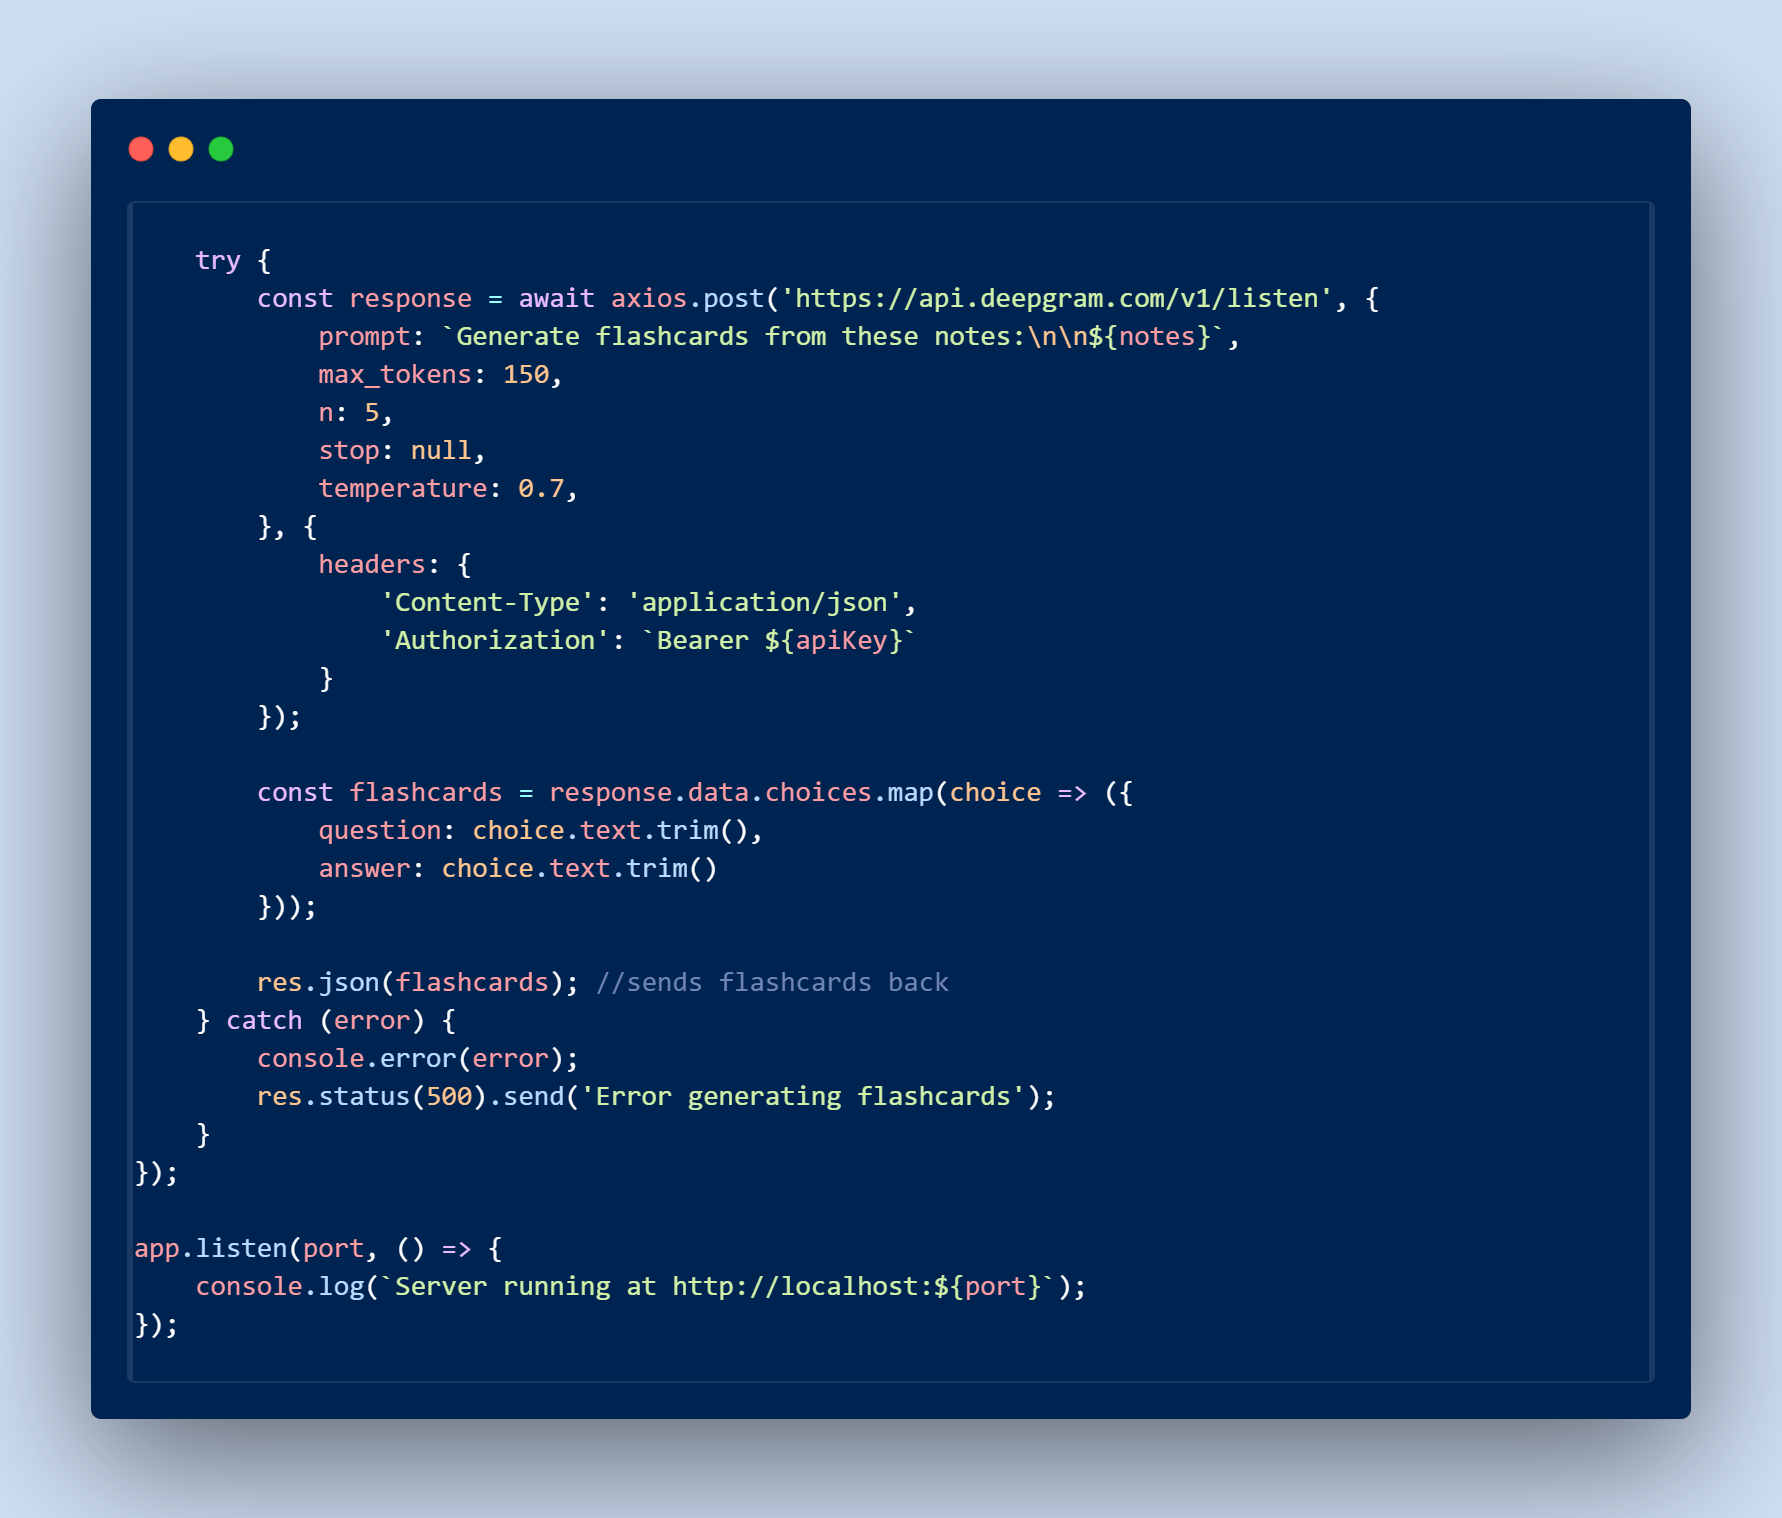 try {
const response = await axios.post('https://api.deepgram.com/v1/listen', {
prompt: `Generate flashcards from these notes:\n\n${notes}`,
max_tokens: 150,
n: 5,
stop: null,
temperature: 0.7,
}, {
headers: {
'Content-Type': 'application/json',
'Authorization': `Bearer ${apiKey}`
}
});
const flashcards = response.data.choices.map(choice => ({
question: choice.text.trim(),
answer: choice.text.trim()
}));
res.json(flashcards); //sends flashcards back
} catch (error) {
console.error(error);
res.status(500).send('Error generating flashcards');
}
});
app.listen(port, () => {
console.log(`Server running at http://localhost:${port}`);
});